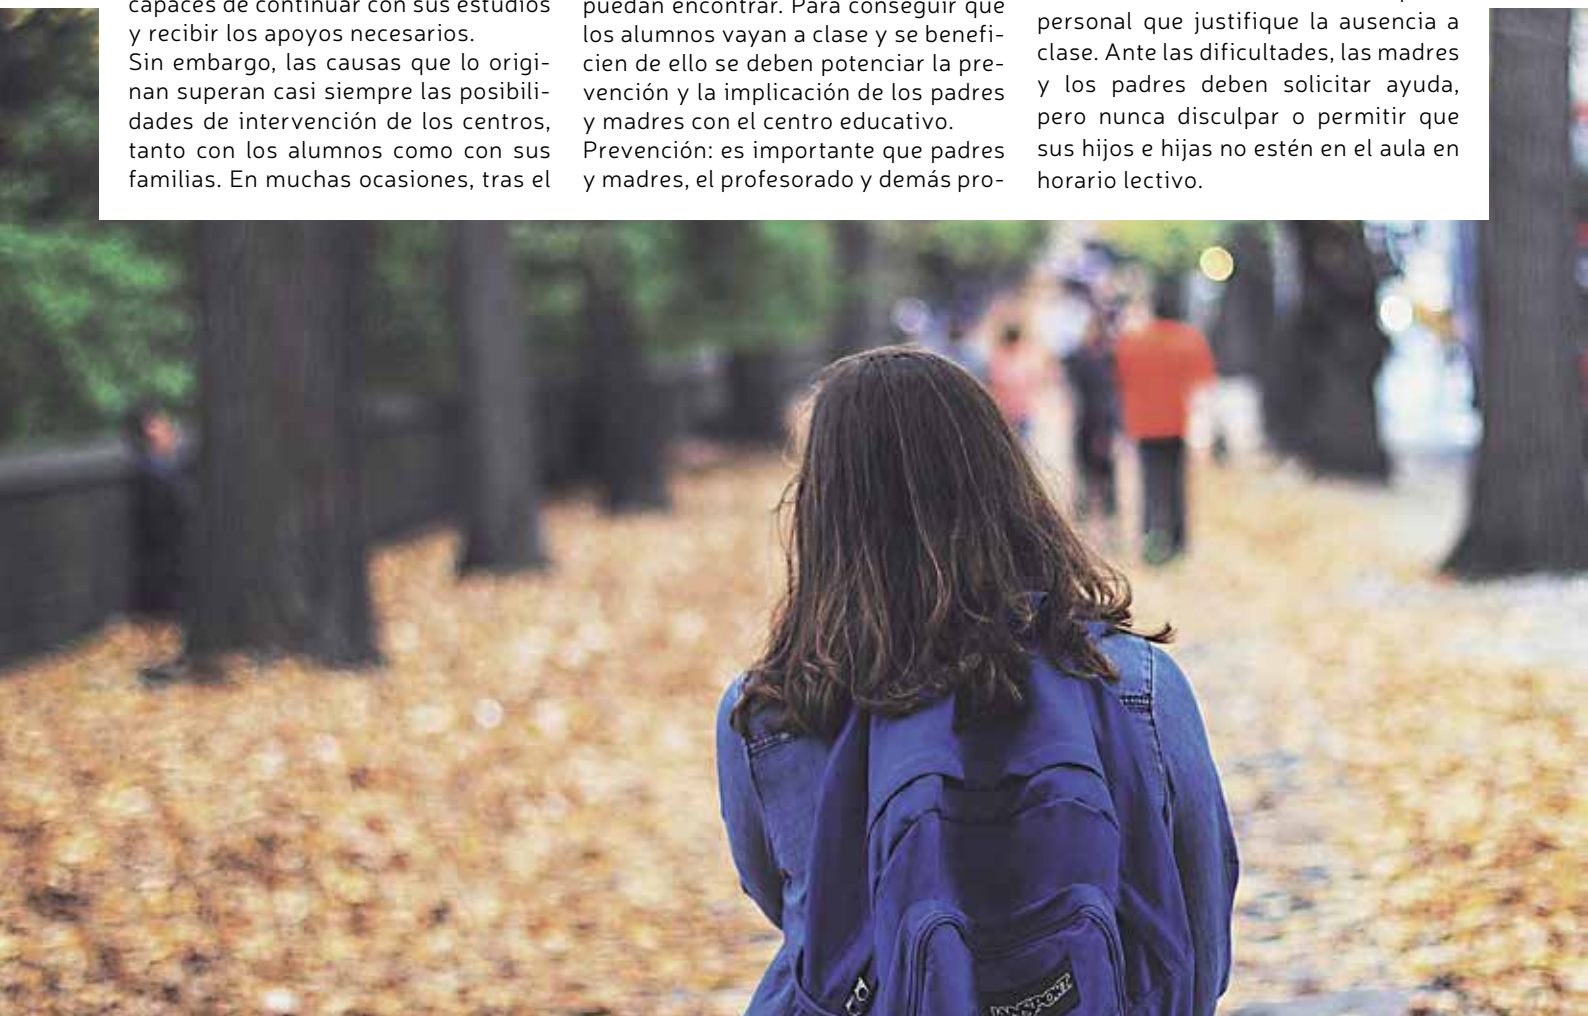 capaces de continuar con sus estudios
y recibir los apoyos necesarios.
Sin embargo, las causas que lo origi-
nan superan casi siempre las posibili-
dades de intervención de los centros,
tanto con los alumnos como con sus
familias. En muchas ocasiones, tras el
puedan encontrar. Para conseguir que
los alumnos vayan a clase y se benefi-
cien de ello se deben potenciar la pre-
vención y la implicación de los padres
y madres con el centro educativo.
Prevención: es importante que padres
y madres, el profesorado y demás pro-
personal que justifique la ausencia a
clase. Ante las dificultades, las madres
y los padres deben solicitar ayuda,
pero nunca disculpar o permitir que
sus hijos e hijas no estén en el aula en
horario lectivo.